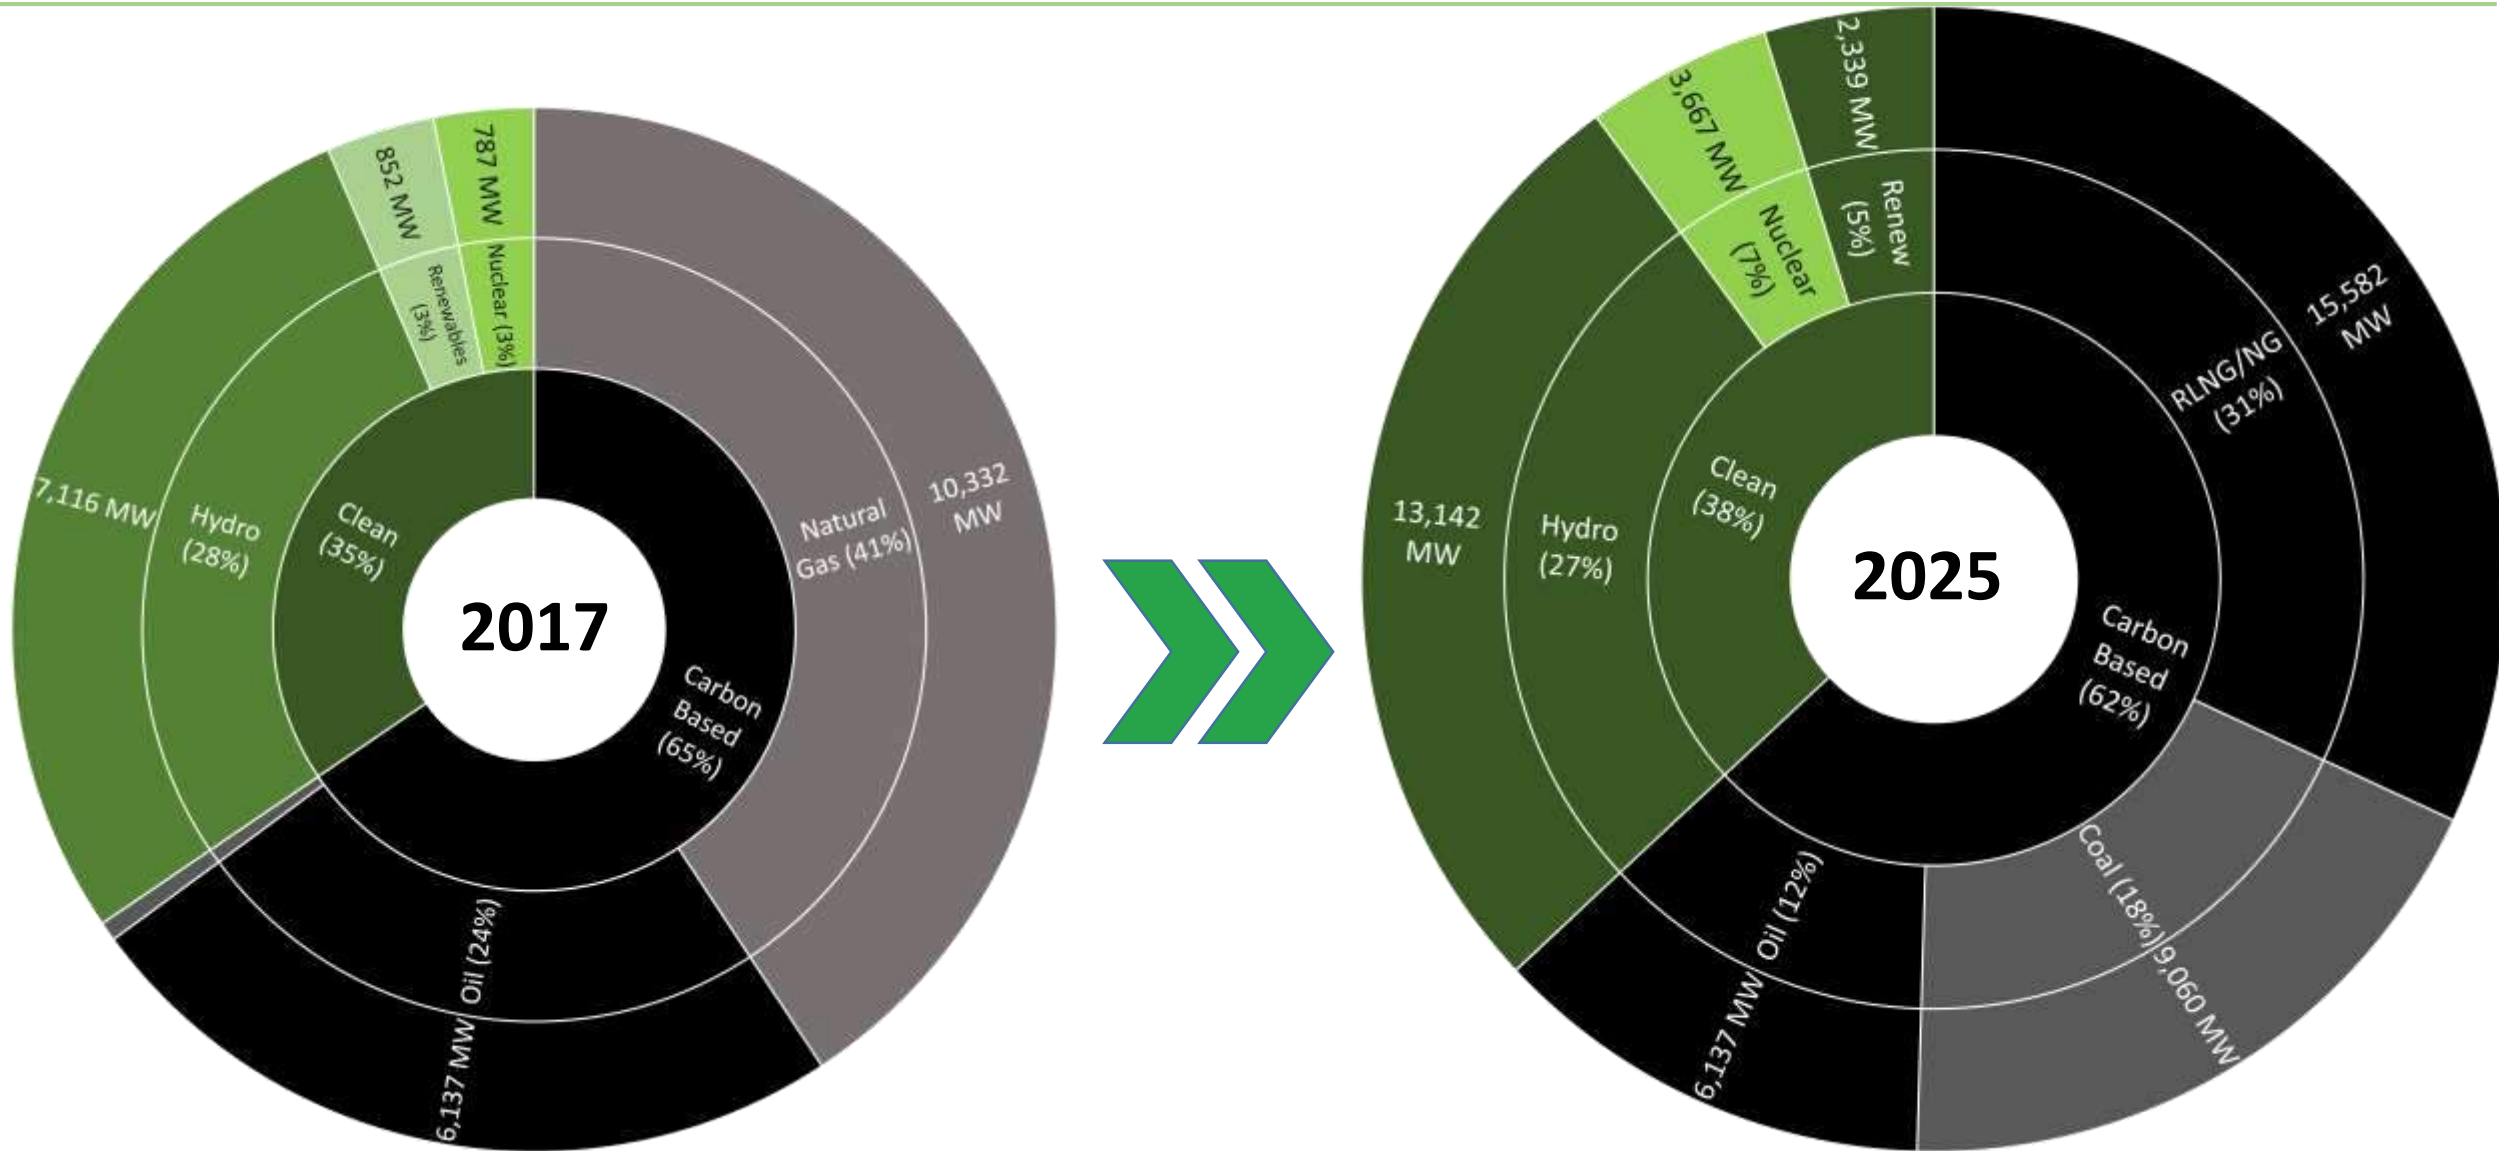 2017
Clean
(35%)
Hydro
(28%)
7,116 MW
Renewables
(3%)
852 MW
Nuclear (3%)
787 MW
Natural
Gas (41%)
10,332
MW
Carbon
Based
(65%)
Oil (24%)
6,137 MW
2025
Clean
(38%)
Hydro
(27%)
13,142
MW
Nuclear
(7%)
3,667 MW
Renew
(5%)
2,339 MW
RLNG/NG
(31%)
15,582
MW
Carbon
Based
(62%)
Coal (18%)
9,060 MW
Oil (12%)
6,137 MW